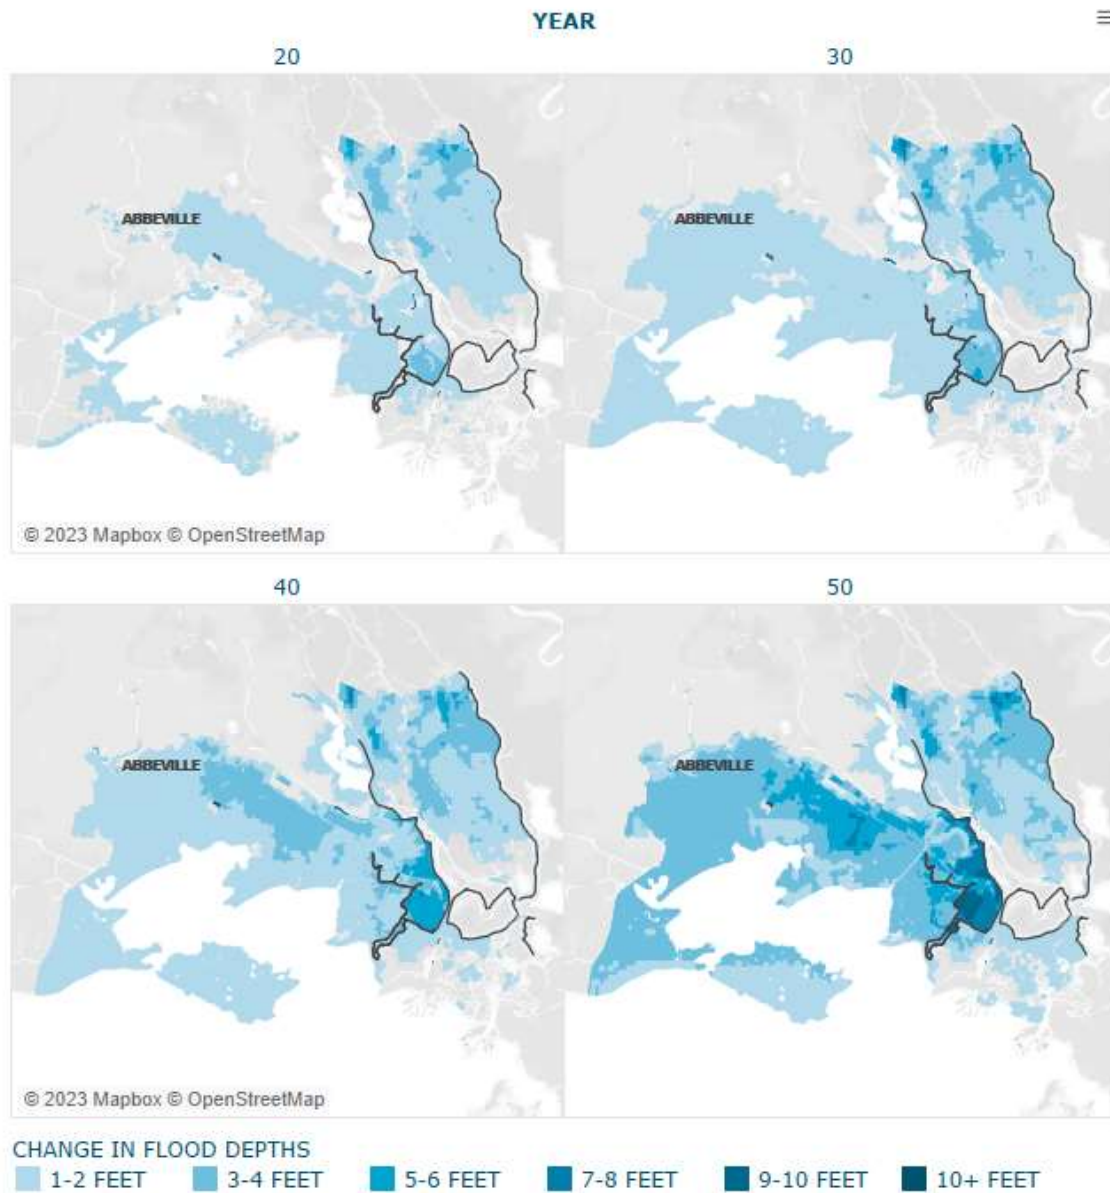 YEAR
20
30
ABBEVILLE
ABBEVILLE
© 2023 Mapbox © OpenStreetMap
40
50
ABBEVILLE
ABBEVILLE
© 2023 Mapbox © OpenStreetMap
CHANGE IN FLOOD DEPTHS
1-2 FEET 3-4 FEET 5-6 FEET 7-8 FEET 9-10 FEET 10+ FEET